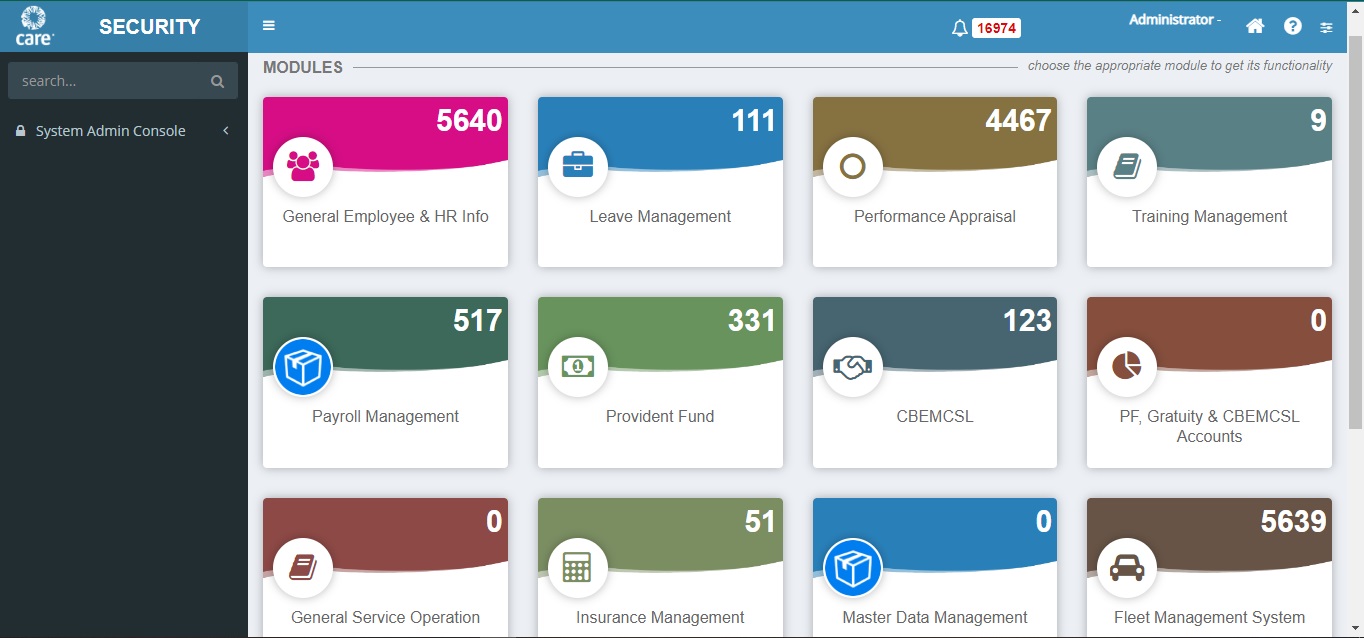 care
SECURITY
16974
Administrator -
search...
System Admin Console
MODULES
choose the appropriate module to get its functionality
5640
General Employee & HR Info
111
Leave Management
4467
Performance Appraisal
9
Training Management
517
Payroll Management
331
1
Provident Fund
123
CBEMCSL
0
PF, Gratuity & CBEMCSL
Accounts
0
General Service Operation
51
Insurance Management
0
Master Data Management
5639
Fleet Management System